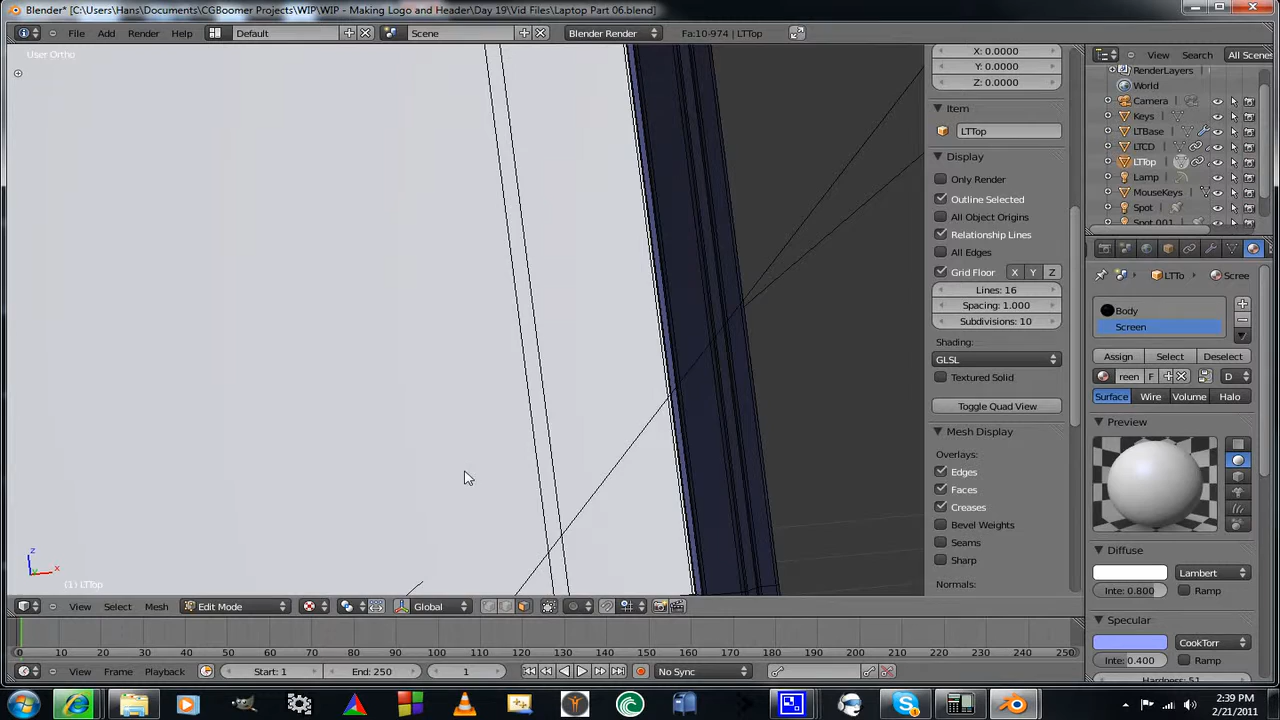 Blender* [C:\Users\Hans\Documents\CGBoomer Projects\WIP\WIP - Making Logo and Header\Day 19\Vid Files\Laptop Part 06.blend]
File Add Render Help Default Scene Blender Render Fa:10-974 | LTTop View Search All Scenes
User Ortho
X: 0.0000
Y: 0.0000
Z: 0.0000
Item
LTTop
Display
Only Render
Outline Selected
All Object Origins
Relationship Lines
All Edges
Grid Floor X Y Z
Lines: 16
Spacing: 1.000
Subdivisions: 10
Shading:
GLSL
Textured Solid
Toggle Quad View
Mesh Display
Overlays:
Edges
Faces
Creases
Bevel Weights
Seams
Sharp
Normals:
RenderLayers
World
Camera
Keys
LTBase
LTCD
LTTop
Lamp
MouseKeys
Spot
Spot.001
LTTo Scree
Body
Screen
Assign Select Deselect
reen F D
Surface Wire Volume Halo
Preview
Diffuse
Lambert
Inte: 0.800 Ramp
Specular
CookTorr
Inte: 0.400 Ramp
Hardness: 51
z
x
(1) LTTop
View Select Mesh Edit Mode Global
0 10 20 30 40 50 60 70 80 90 100 110 120 130 140 150 160 170 180 190 200 210 220 230 240 250
View Frame Playback Start: 1 End: 250 1 No Sync
2:39 PM
2/21/2011